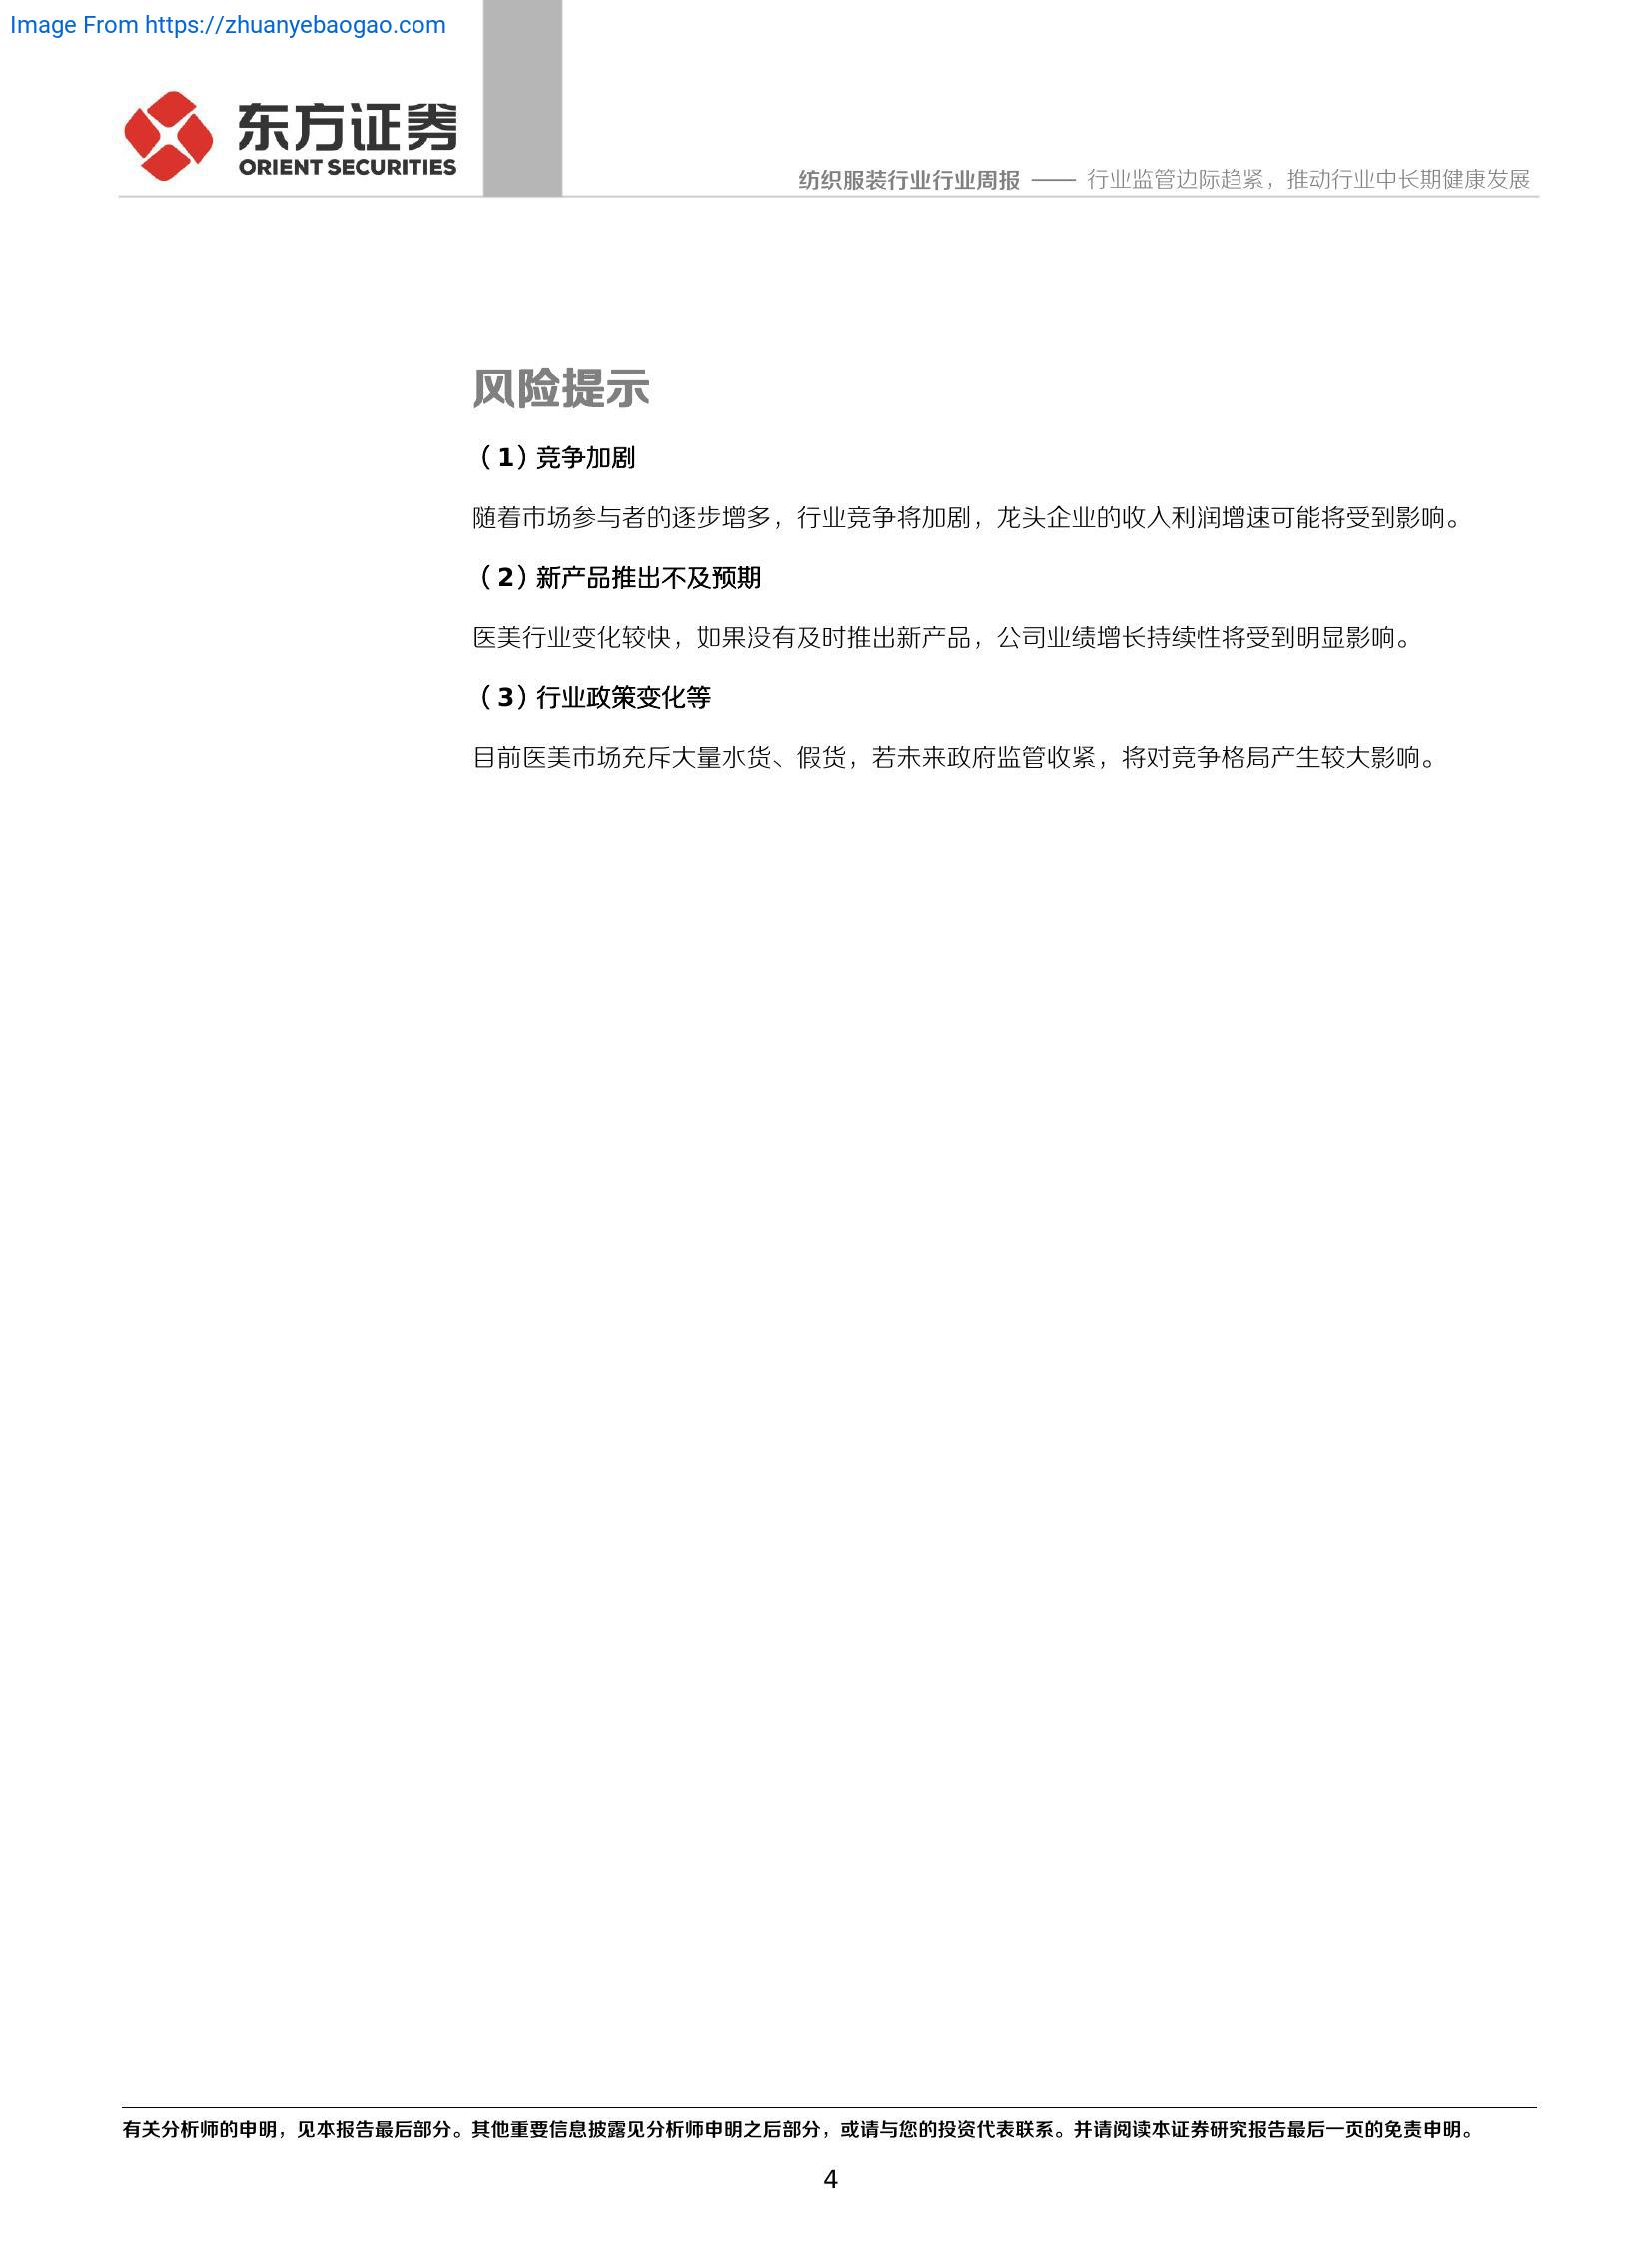 Image From https://zhuanyebaogao.com
东方证券
ORIENT SECURITIES
纺织服装行业行业周报 —— 行业监管边际趋紧，推动行业中长期健康发展
风险提示
（1）竞争加剧
随着市场参与者的逐步增多，行业竞争将加剧，龙头企业的收入利润增速可能将受到影响。
（2）新产品推出不及预期
医美行业变化较快，如果没有及时推出新产品，公司业绩增长持续性将受到明显影响。
（3）行业政策变化等
目前医美市场充斥大量水货、假货，若未来政府监管收紧，将对竞争格局产生较大影响。
有关分析师的申明，见本报告最后部分。其他重要信息披露见分析师申明之后部分，或请与您的投资代表联系。并请阅读本证券研究报告最后一页的免责申明。
4